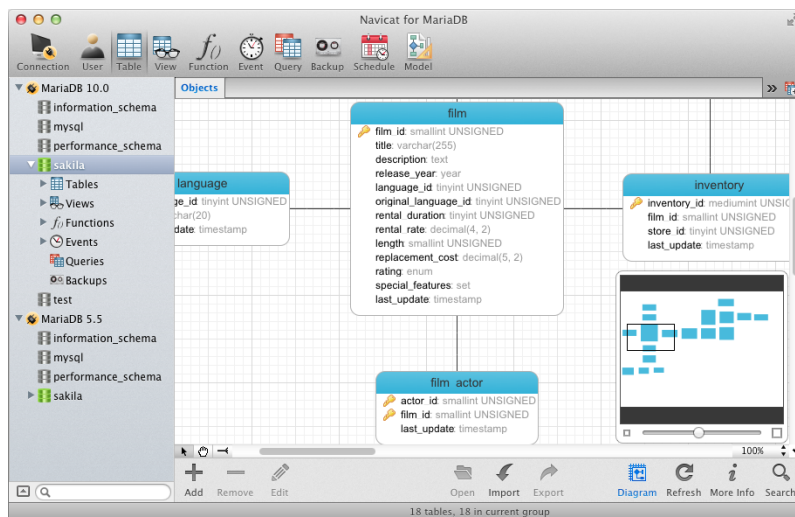 Navicat for MariaDB
Connection User Table View Function Event Query Backup Schedule Model
MariaDB 10.0
information_schema
mysql
performance_schema
sakila
Tables
Views
Functions
Events
Queries
Backups
test
MariaDB 5.5
information_schema
mysql
performance_schema
sakila
Objects
film
film_id: smallint UNSIGNED
title: varchar(255)
description: text
release_year: year
language_id: tinyint UNSIGNED
original_language_id: tinyint UNSIGNED
rental_duration: tinyint UNSIGNED
rental_rate: decimal(4, 2)
length: smallint UNSIGNED
replacement_cost: decimal(5, 2)
rating: enum
special_features: set
last_update: timestamp
language
ge_id: tinyint UNSIGNED
char(20)
date: timestamp
inventory
inventory_id: mediumint UNSIG
film_id: smallint UNSIGNED
store_id: tinyint UNSIGNED
last_update: timestamp
film_actor
actor_id: smallint UNSIGNED
film_id: smallint UNSIGNED
last_update: timestamp
100%
Add Remove Edit Open Import Export Diagram Refresh More Info Search
18 tables, 18 in current group